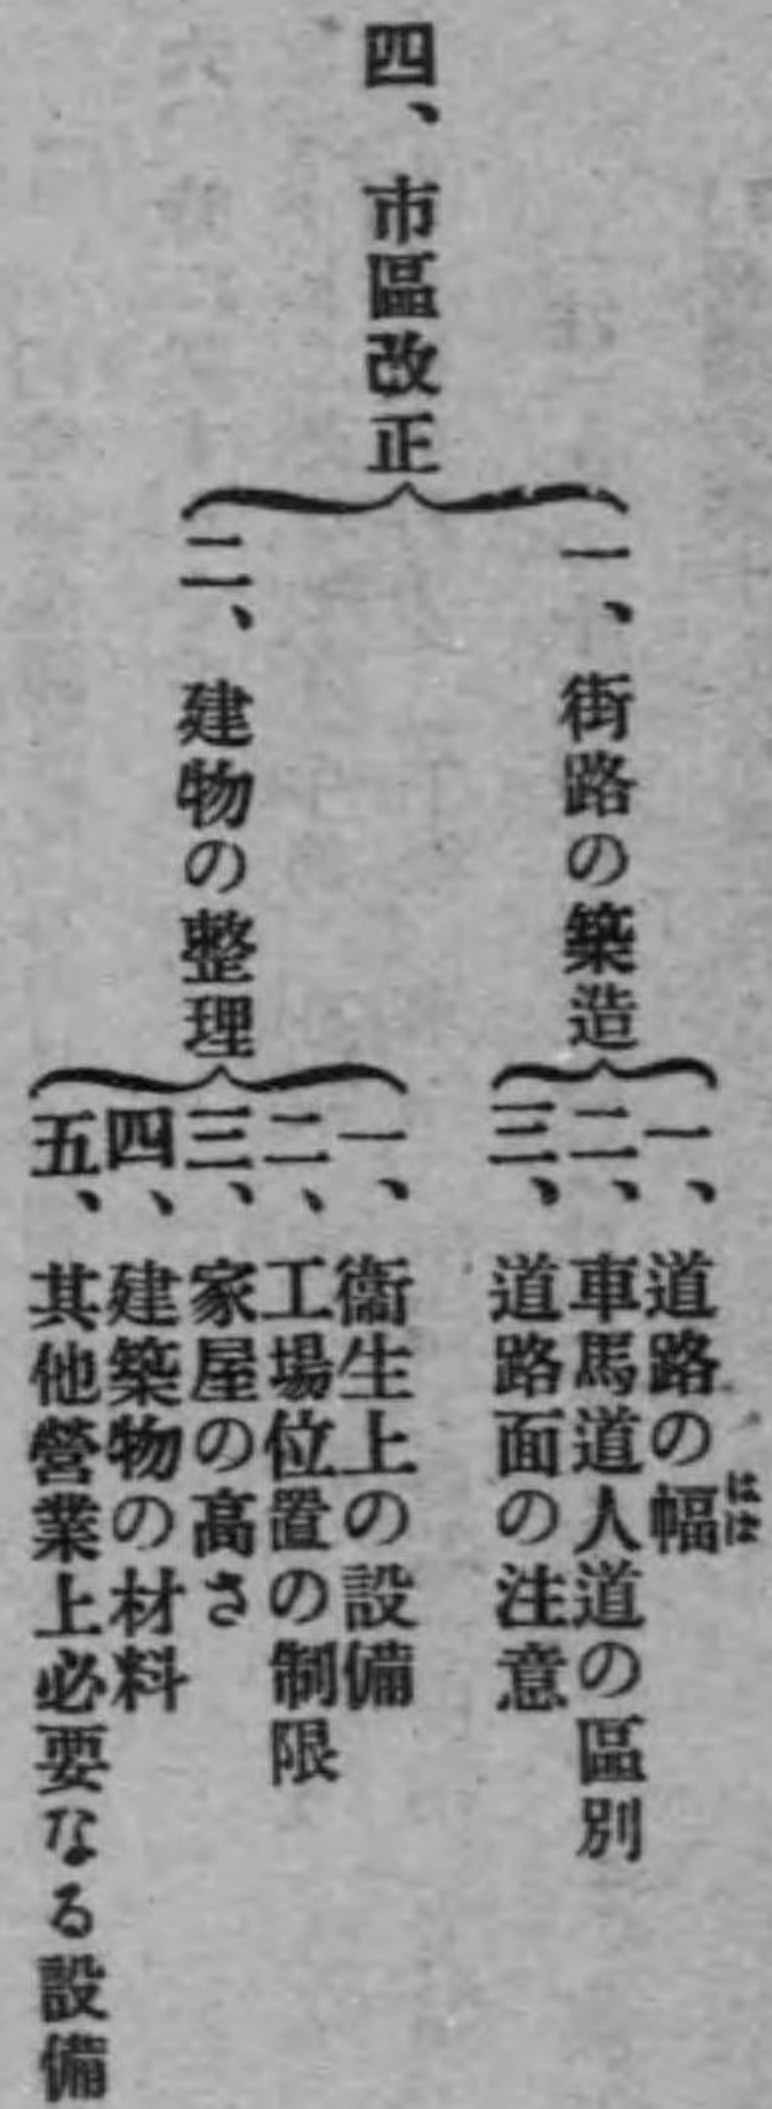 四、市區改正
一、街路の築造
一、道路の幅
はば
二、車馬道人道の區別
三、道路面の注意
二、建物の整理
一、衞生上の設備
二、工場位置の制限
三、家屋の高さ
四、建築物の材料
五、其他營業上必要なる設備